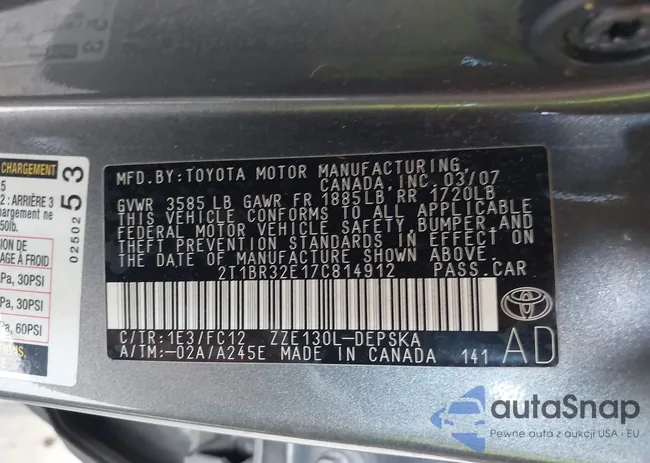 CHARGEMENT
5
2 : ARRIÈRE 3
hargement ne
50lb.
ION DE
AGE À FROID
Pa, 30PSI
Pa, 30PSI
Pa, 60PSI
02502 53
MFD.BY:TOYOTA MOTOR MANUFACTURING
CANADA,INC. 03/07
GVWR 3585 LB GAWR FR 1885LB RR 1720LB
THIS VEHICLE CONFORMS TO ALL APPLICABLE
FEDERAL MOTOR VEHICLE SAFETY,BUMPER,AND
THEFT PREVENTION STANDARDS IN EFFECT ON
THE DATE OF MANUFACTURE SHOWN ABOVE.
2T1BR32E17C814912 PASS.CAR
C/TR:1E3/FC12 ZZE130L-DEPSKA
A/TM:-02A/A245E MADE IN CANADA 141
AD
autaSnap
Pewne auta z aukcji USA i EU